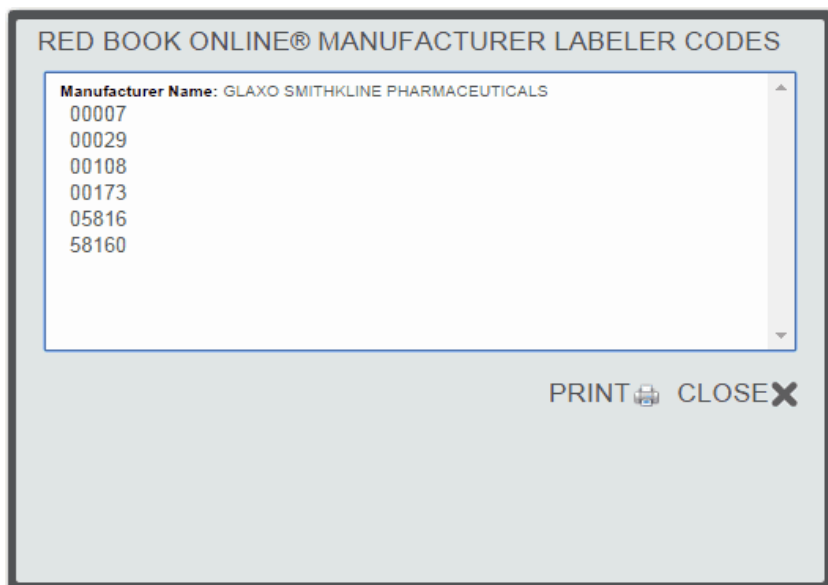 RED BOOK ONLINE® MANUFACTURER LABELER CODES
Manufacturer Name: GLAXO SMITHKLINE PHARMACEUTICALS
00007
00029
00108
00173
05816
58160
PRINT CLOSE